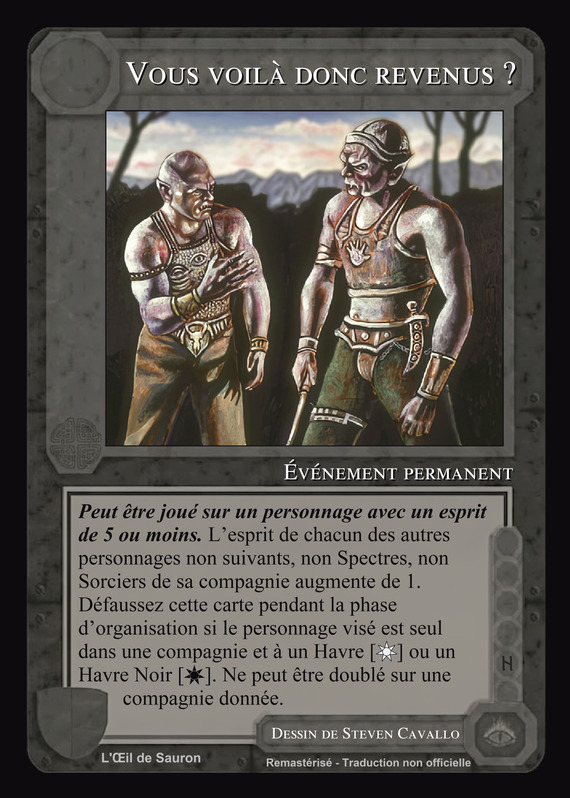 Vous voilà donc revenus ?
Événement permanent
Peut être joué sur un personnage avec un esprit
de 5 ou moins. L'esprit de chacun des autres
personnages non suivants, non Spectres, non
Sorciers de sa compagnie augmente de 1.
Défaussez cette carte pendant la phase
d'organisation si le personnage visé est seul
dans une compagnie et à un Havre [☼] ou un
Havre Noir [✷]. Ne peut être doublé sur une
compagnie donnée.
Dessin de Steven Cavallo
L'Œil de Sauron
Remastérisé - Traduction non officielle